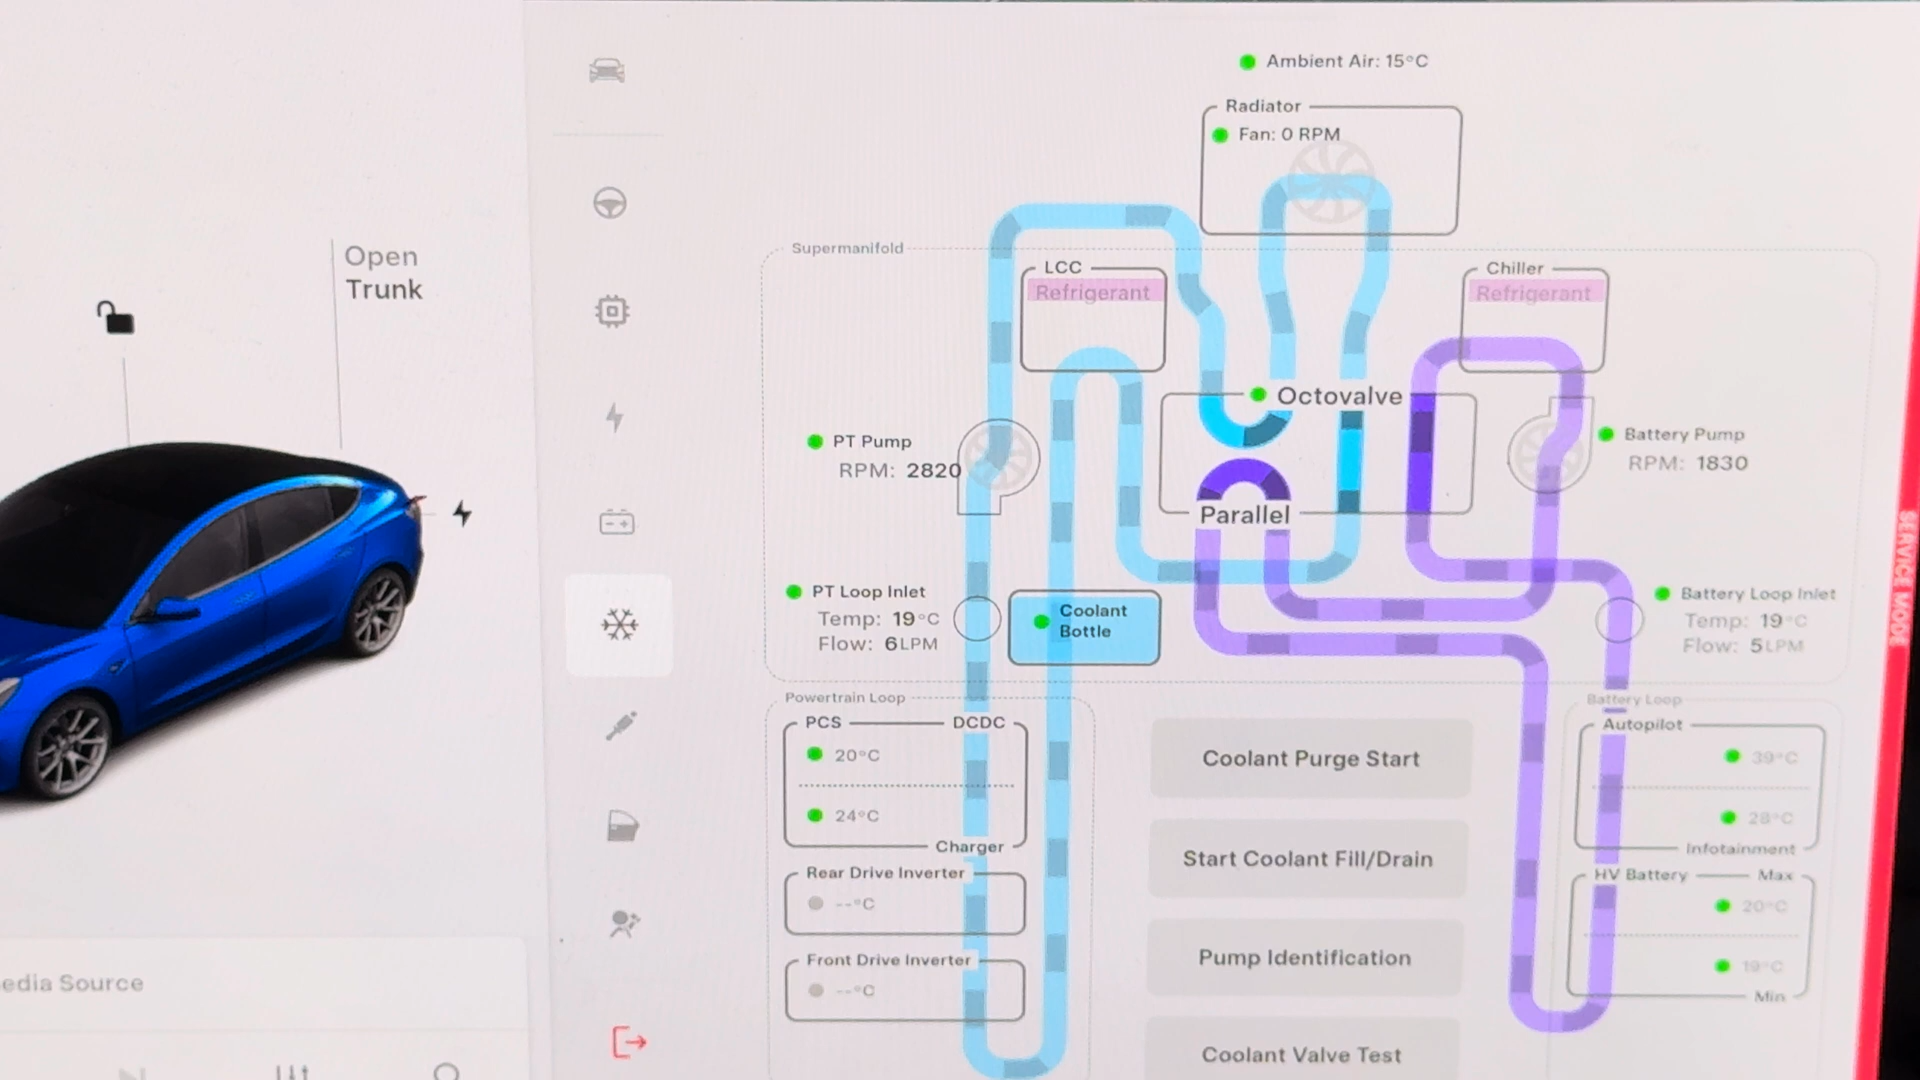 Open
Trunk
edia Source
Ambient Air: 15°C
Radiator
Fan: 0 RPM
Supermanifold
LCC
Refrigerant
Chiller
Refrigerant
Octovalve
Parallel
PT Pump
RPM: 2820
Battery Pump
RPM: 1830
PT Loop Inlet
Temp: 19°C
Flow: 6LPM
Coolant
Bottle
Battery Loop Inlet
Temp: 19°C
Flow: 5LPM
Powertrain Loop
PCS
DCDC
20°C
24°C
Charger
Rear Drive Inverter
--°C
Front Drive Inverter
--°C
Coolant Purge Start
Start Coolant Fill/Drain
Pump Identification
Coolant Valve Test
Battery Loop
Autopilot
39°C
28°C
Infotainment
HV Battery
Max
20°C
19°C
Min
SERVICE MODE